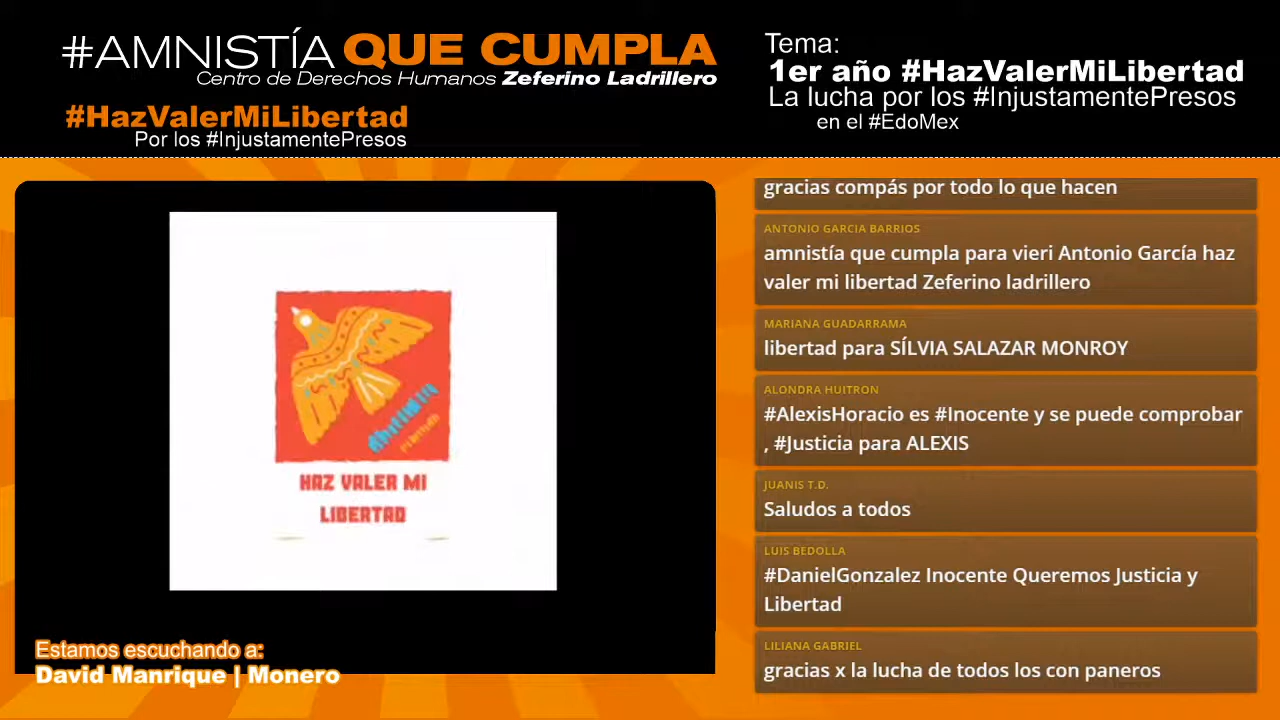 #AMNISTÍA QUE CUMPLA
Centro de Derechos Humanos Zeferino Ladrillero
#HazValerMiLibertad
Por los #InjustamentePresos
Tema:
1er año #HazValerMiLibertad
La lucha por los #InjustamentePresos
en el #EdoMex
HAZ VALER MI
LIBERTAD
Estamos escuchando a:
David Manrique | Monero
gracias compás por todo lo que hacen
ANTONIO GARCIA BARRIOS
amnistía que cumpla para vieri Antonio García haz
valer mi libertad Zeferino ladrillero
MARIANA GUADARRAMA
libertad para SÍLVIA SALAZAR MONROY
ALONDRA HUITRON
#AlexisHoracio es #Inocente y se puede comprobar
, #Justicia para ALEXIS
JUANIS T.D.
Saludos a todos
LUIS BEDOLLA
#DanielGonzalez Inocente Queremos Justicia y
Libertad
LILIANA GABRIEL
gracias x la lucha de todos los con paneros